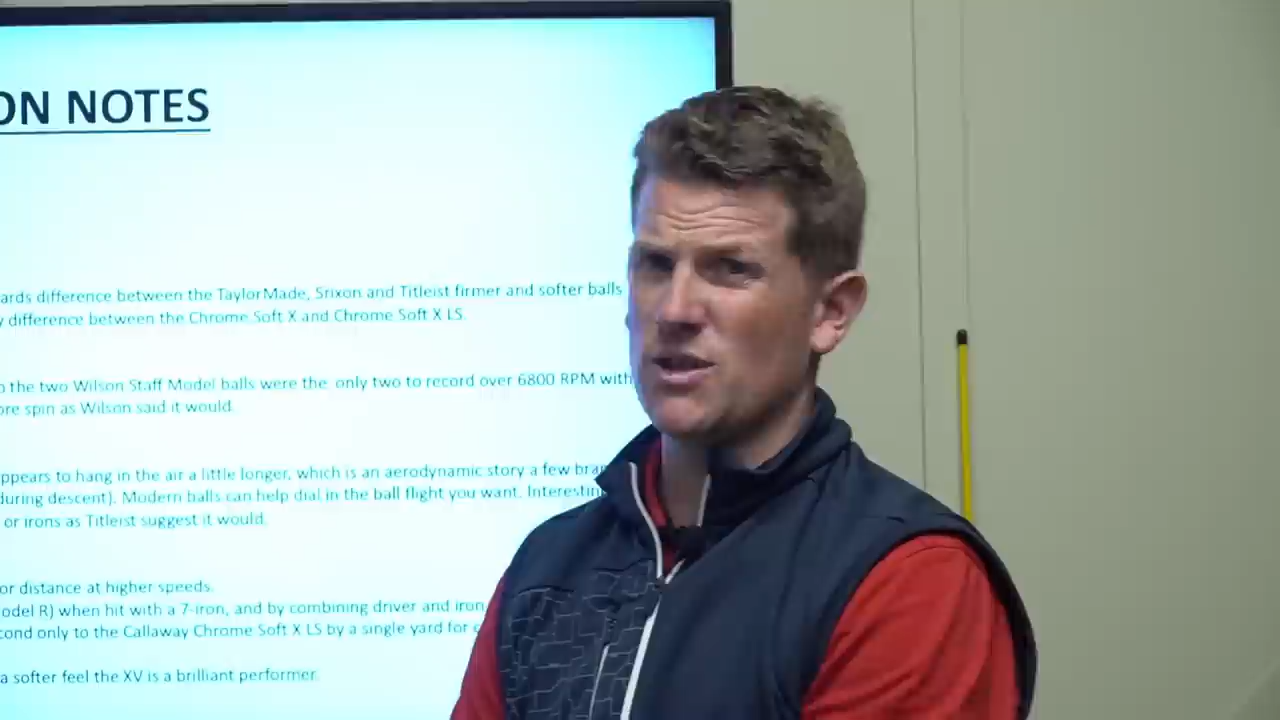 ON NOTES
ards difference between the TaylorMade, Srixon and Titleist firmer and softer balls
difference between the Chrome Soft X and Chrome Soft X LS.
the two Wilson Staff Model balls were the only two to record over 6800 RPM with
ore spin as Wilson said it would.
ppears to hang in the air a little longer, which is an aerodynamic story a few bra
during descent). Modern balls can help dial in the ball flight you want. Interestin
or irons as Titleist suggest it would.
or distance at higher speeds.
odel R) when hit with a 7-iron, and by combining driver and iron
cond only to the Callaway Chrome Soft X LS by a single yard for
a softer feel the XV is a brilliant performer.